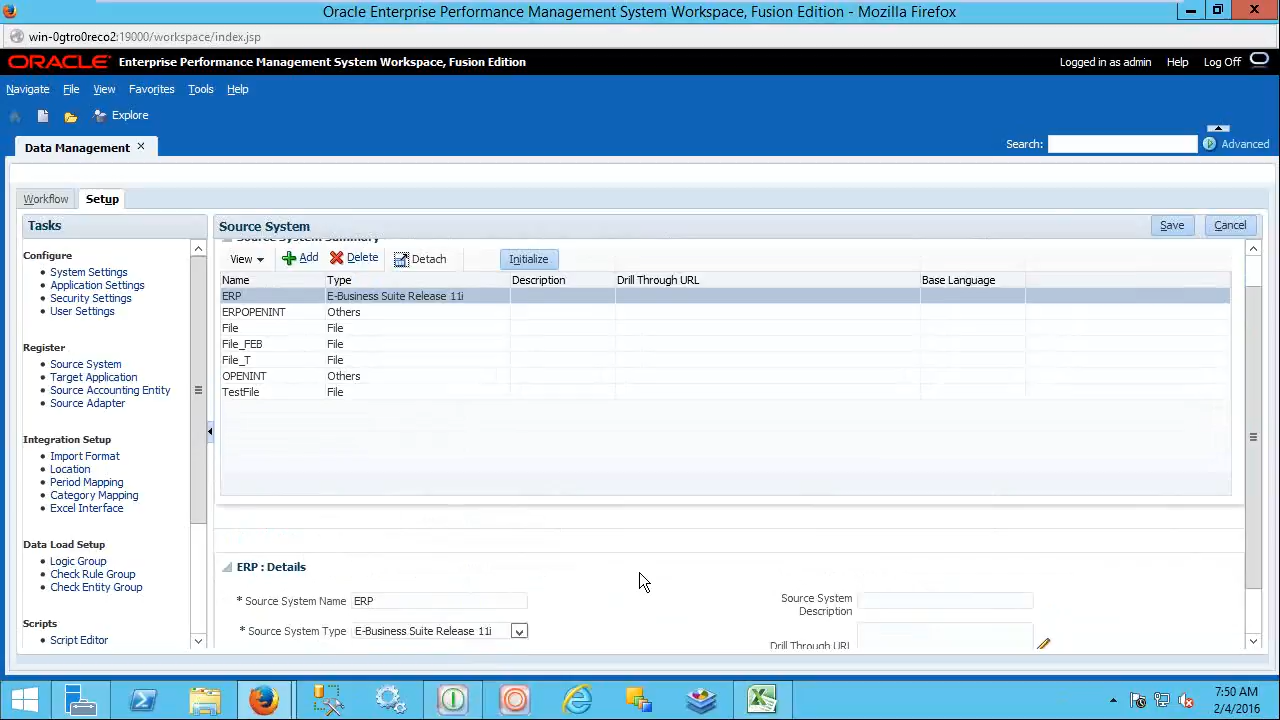 Oracle Enterprise Performance Management System Workspace, Fusion Edition - Mozilla Firefox
win-0gtro0reco2:19000/workspace/index.jsp
ORACLE Enterprise Performance Management System Workspace, Fusion Edition
Logged in as admin Help Log Off
Navigate File View Favorites Tools Help
Explore
Data Management
Search: Advanced
Workflow Setup
Tasks
Configure
System Settings
Application Settings
Security Settings
User Settings
Register
Source System
Target Application
Source Accounting Entity
Source Adapter
Integration Setup
Import Format
Location
Period Mapping
Category Mapping
Excel Interface
Data Load Setup
Logic Group
Check Rule Group
Check Entity Group
Scripts
Script Editor
Source System Save Cancel
Source System Summary
View Add Delete Detach Initialize
Name Type Description Drill Through URL Base Language
ERP E-Business Suite Release 11i
ERPOPENINT Others
File File
File_FEB File
File_T File
OPENINT Others
TestFile File
ERP : Details
* Source System Name ERP
* Source System Type E-Business Suite Release 11i
Source System
Description
Drill Through URL
7:50 AM
2/4/2016